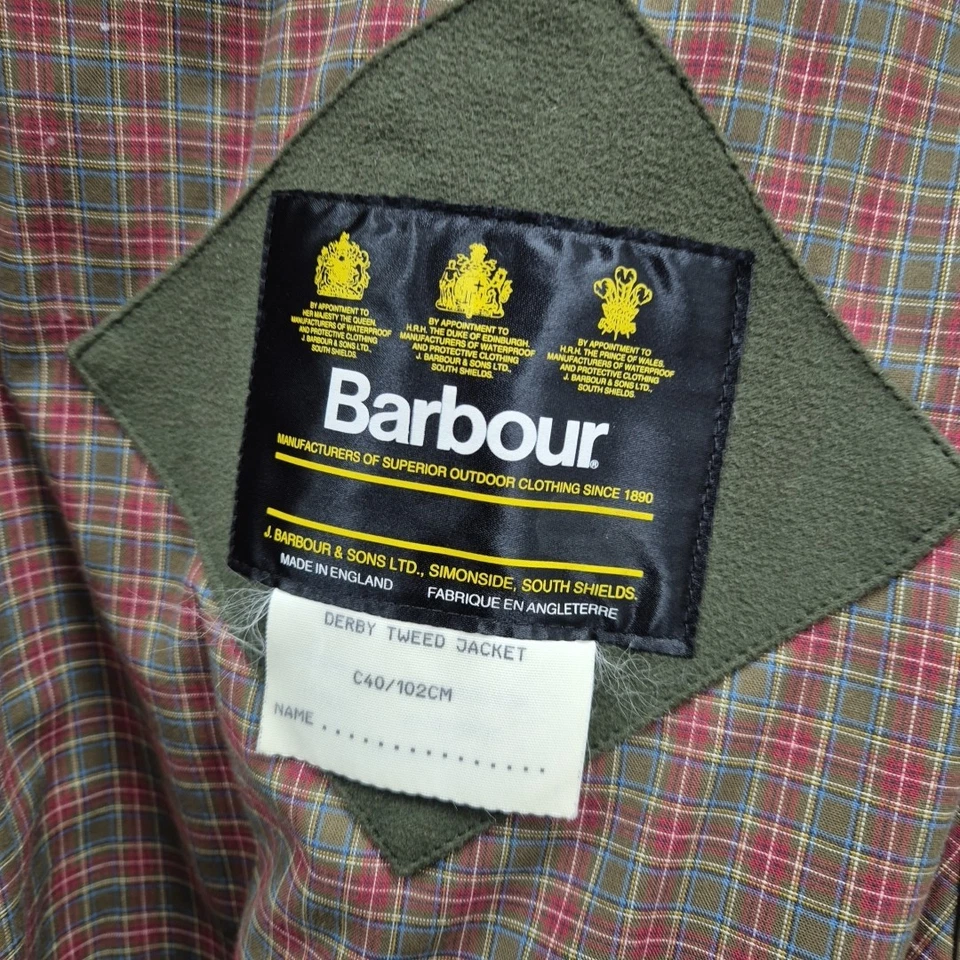 BY APPOINTMENT TO
HER MAJESTY THE QUEEN.
MANUFACTURERS OF WATERPROOF
AND PROTECTIVE CLOTHING
J. BARBOUR & SONS LTD.,
SOUTH SHIELDS.
BY APPOINTMENT TO
H.R.H. THE DUKE OF EDINBURGH.
MANUFACTURERS OF WATERPROOF
AND PROTECTIVE CLOTHING
J. BARBOUR & SONS LTD.,
SOUTH SHIELDS.
BY APPOINTMENT TO
H.R.H. THE PRINCE OF WALES.
MANUFACTURERS OF WATERPROOF
AND PROTECTIVE CLOTHING
J. BARBOUR & SONS LTD.,
SOUTH SHIELDS.
Barbour®
MANUFACTURERS OF SUPERIOR OUTDOOR CLOTHING SINCE 1890
J. BARBOUR & SONS LTD., SIMONSIDE, SOUTH SHIELDS.
MADE IN ENGLAND FABRIQUE EN ANGLETERRE
DERBY TWEED JACKET
C40/102CM
NAME ................